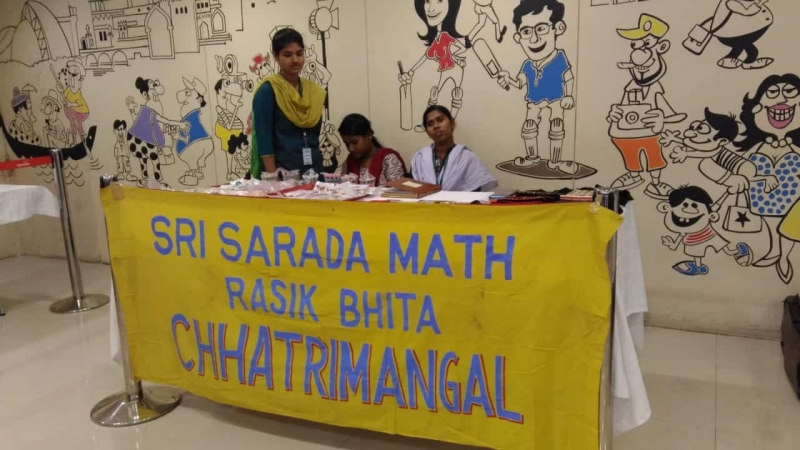 SRI SARADA MATH
RASIK BHITA
CHHATRIMANGAL